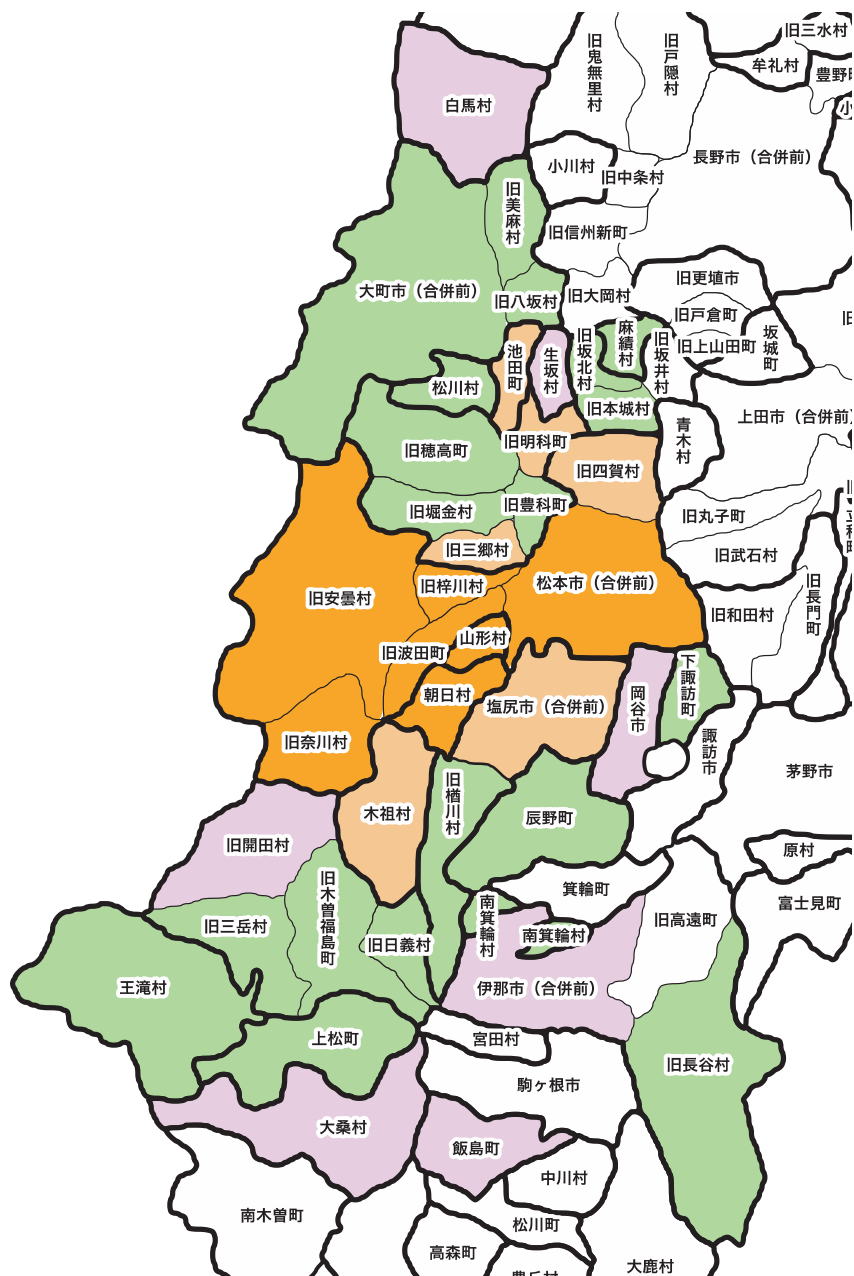 旧三水村
牟礼村
旧鬼無里村
旧戸隠村
白馬村
小川村
旧中条村
長野市（合併前）
旧美麻村
旧信州新町
大町市（合併前）
旧八坂村
旧大岡村
旧更埴市
旧戸倉町
旧上山田町
坂城町
池田町
生坂村
旧坂北村
麻績村
旧坂井村
松川村
旧本城村
上田市（合併前）
青木村
旧穂高町
旧明科町
旧四賀村
旧堀金村
旧豊科町
旧丸子町
旧三郷村
旧武石村
旧安曇村
旧梓川村
松本市（合併前）
旧和田村
旧長門町
旧波田町
山形村
朝日村
塩尻市（合併前）
岡谷市
下諏訪町
諏訪市
茅野市
旧奈川村
木祖村
旧楢川村
辰野町
旧開田村
原村
箕輪町
富士見町
旧三岳村
旧木曽福島町
旧日義村
南箕輪村
南箕輪村
旧高遠町
王滝村
伊那市（合併前）
上松町
宮田村
旧長谷村
駒ヶ根市
大桑村
飯島町
中川村
南木曽町
松川町
高森町
大鹿村